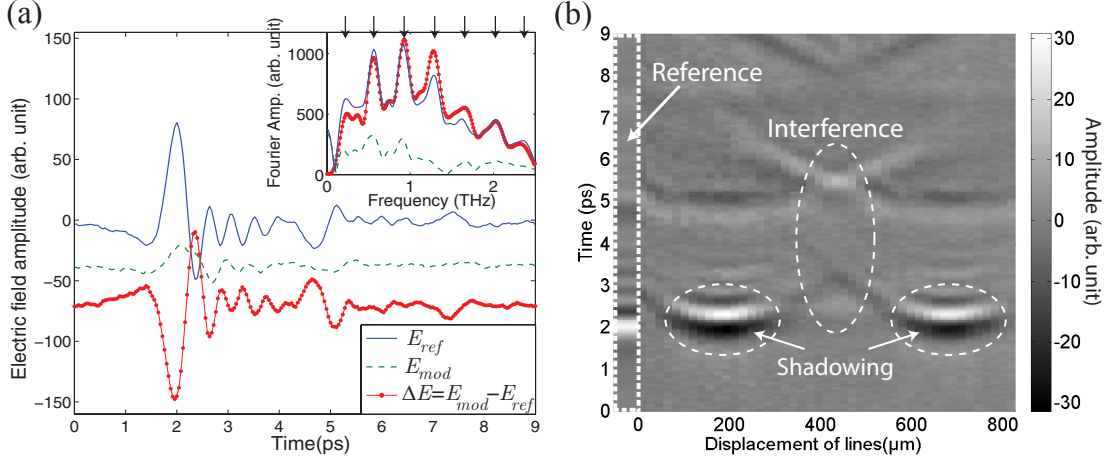 (a)
Electric field amplitude (arb. unit)
150
100
50
0
−50
−100
−150
0 1 2 3 4 5 6 7 8 9
Time(ps)
Fourier Amp. (arb. unit)
1000
500
0
0 1 2
Frequency (THz)
E_ref
E_mod
ΔE=E_mod−E_ref
(b)
Time (ps)
9
8
7
6
5
4
3
2
1
0
0 200 400 600 800
Displacement of lines(µm)
Reference
Interference
Shadowing
30
20
10
0
-10
-20
-30
Amplitude (arb. unit)